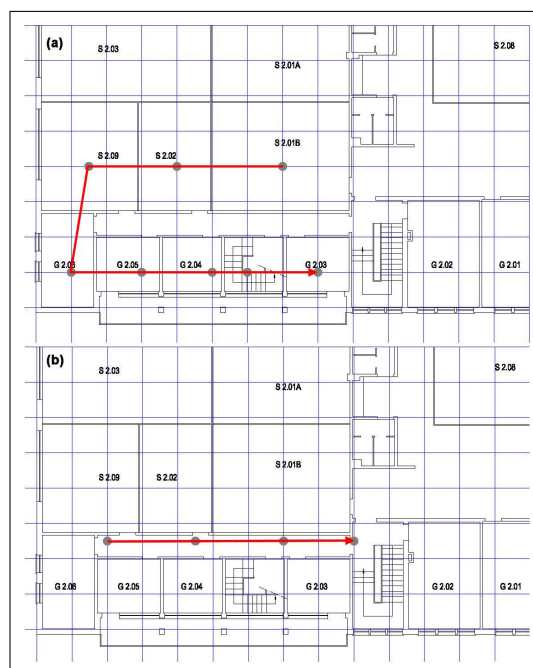 (a)
S 2.03
S 2.08
S 2.01A
S 2.09
S 2.02
S 2.01B
G 2.06
G 2.05
G 2.04
G 2.03
G 2.02
G 2.01
(b)
S 2.03
S 2.08
S 2.01A
S 2.09
S 2.02
S 2.01B
G 2.06
G 2.05
G 2.04
G 2.03
G 2.02
G 2.01